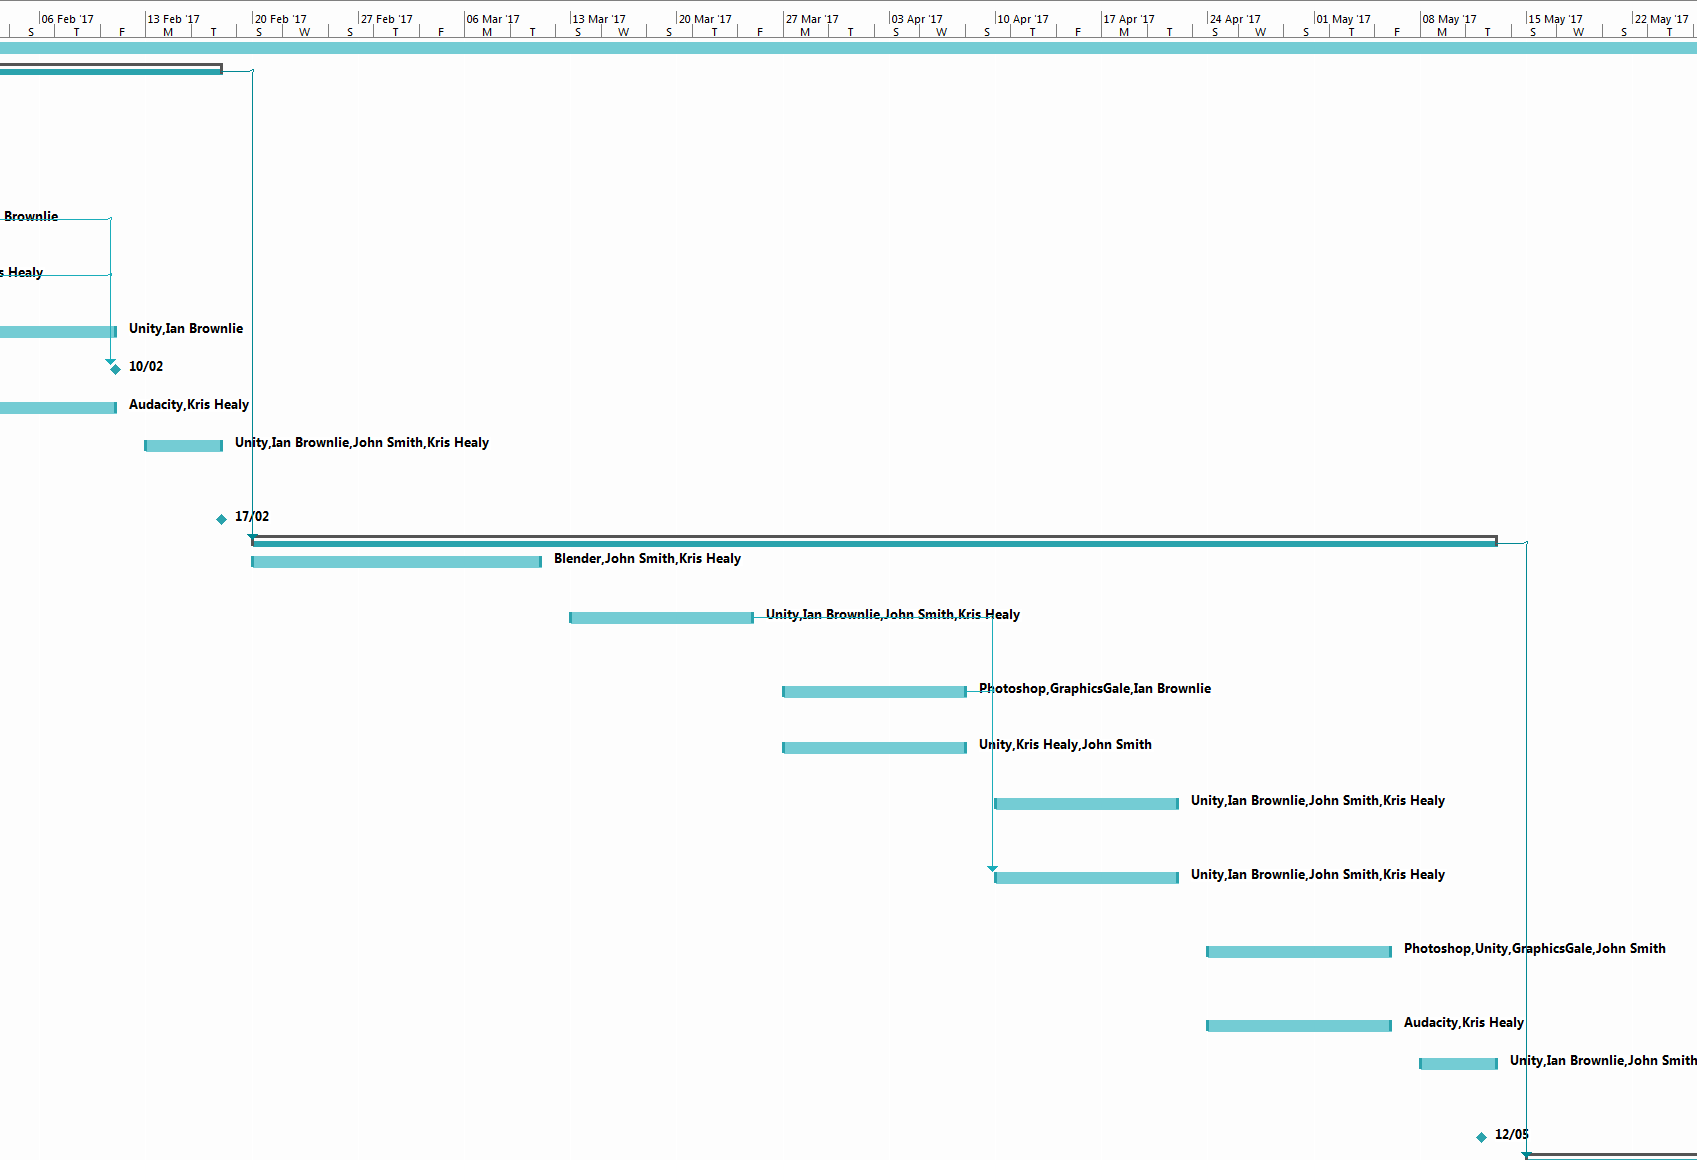 06 Feb '17 13 Feb '17 20 Feb '17 27 Feb '17 06 Mar '17 13 Mar '17 20 Mar '17 27 Mar '17 03 Apr '17 10 Apr '17 17 Apr '17 24 Apr '17 01 May '17 08 May '17 15 May '17 22 May '17
S T F M T S W S T F M T S W S T F M T S W S T F M T S W S T F M T S W S T
Brownlie
s Healy
Unity,Ian Brownlie
10/02
Audacity,Kris Healy
Unity,Ian Brownlie,John Smith,Kris Healy
17/02
Blender,John Smith,Kris Healy
Unity,Ian Brownlie,John Smith,Kris Healy
Photoshop,GraphicsGale,Ian Brownlie
Unity,Kris Healy,John Smith
Unity,Ian Brownlie,John Smith,Kris Healy
Unity,Ian Brownlie,John Smith,Kris Healy
Photoshop,Unity,GraphicsGale,John Smith
Audacity,Kris Healy
Unity,Ian Brownlie,John Smith
12/05